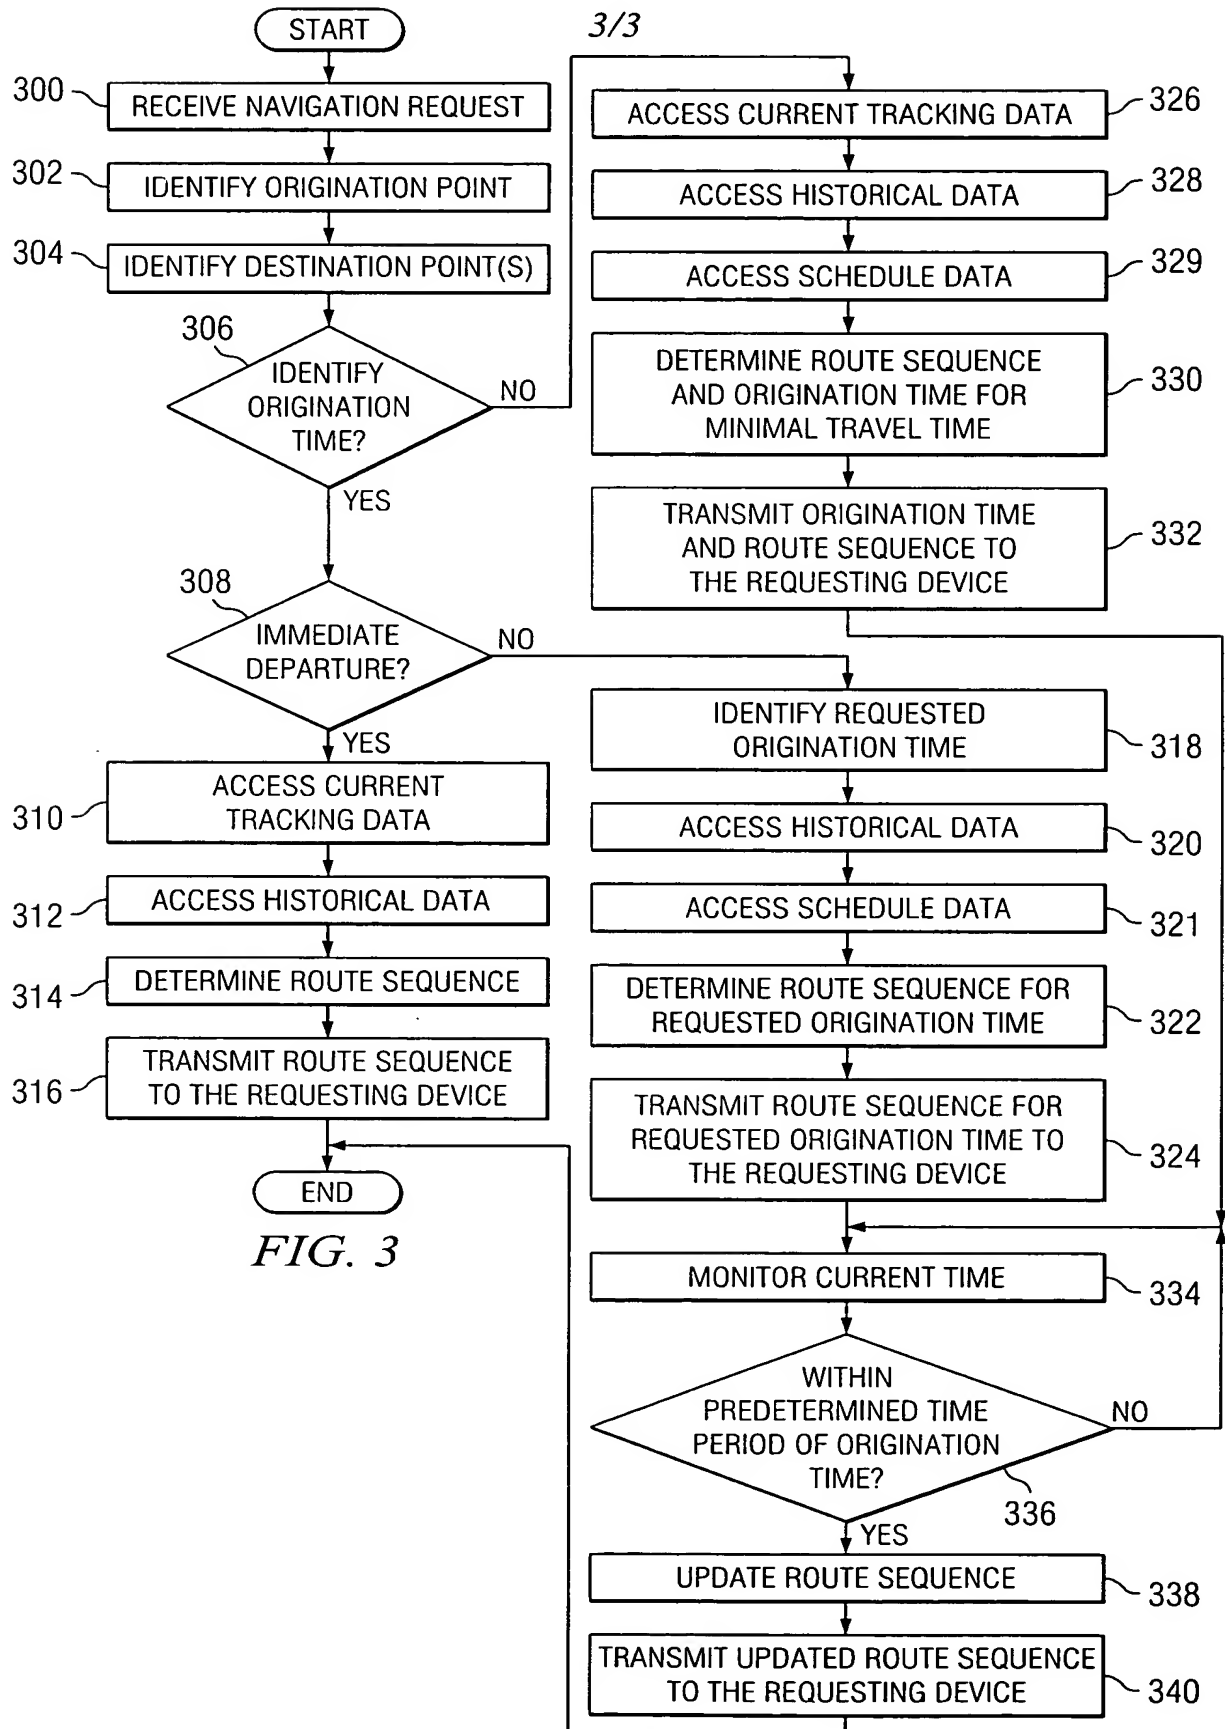 3/3
START
300
RECEIVE NAVIGATION REQUEST
302
IDENTIFY ORIGINATION POINT
304
IDENTIFY DESTINATION POINT(S)
306
IDENTIFY
ORIGINATION
TIME?
NO
YES
308
IMMEDIATE
DEPARTURE?
NO
YES
310
ACCESS CURRENT
TRACKING DATA
312
ACCESS HISTORICAL DATA
314
DETERMINE ROUTE SEQUENCE
316
TRANSMIT ROUTE SEQUENCE
TO THE REQUESTING DEVICE
END
FIG. 3
ACCESS CURRENT TRACKING DATA
326
ACCESS HISTORICAL DATA
328
ACCESS SCHEDULE DATA
329
DETERMINE ROUTE SEQUENCE
AND ORIGINATION TIME FOR
MINIMAL TRAVEL TIME
330
TRANSMIT ORIGINATION TIME
AND ROUTE SEQUENCE TO
THE REQUESTING DEVICE
332
IDENTIFY REQUESTED
ORIGINATION TIME
318
ACCESS HISTORICAL DATA
320
ACCESS SCHEDULE DATA
321
DETERMINE ROUTE SEQUENCE FOR
REQUESTED ORIGINATION TIME
322
TRANSMIT ROUTE SEQUENCE FOR
REQUESTED ORIGINATION TIME TO
THE REQUESTING DEVICE
324
MONITOR CURRENT TIME
334
WITHIN
PREDETERMINED TIME
PERIOD OF ORIGINATION
TIME?
NO
336
YES
UPDATE ROUTE SEQUENCE
338
TRANSMIT UPDATED ROUTE SEQUENCE
TO THE REQUESTING DEVICE
340